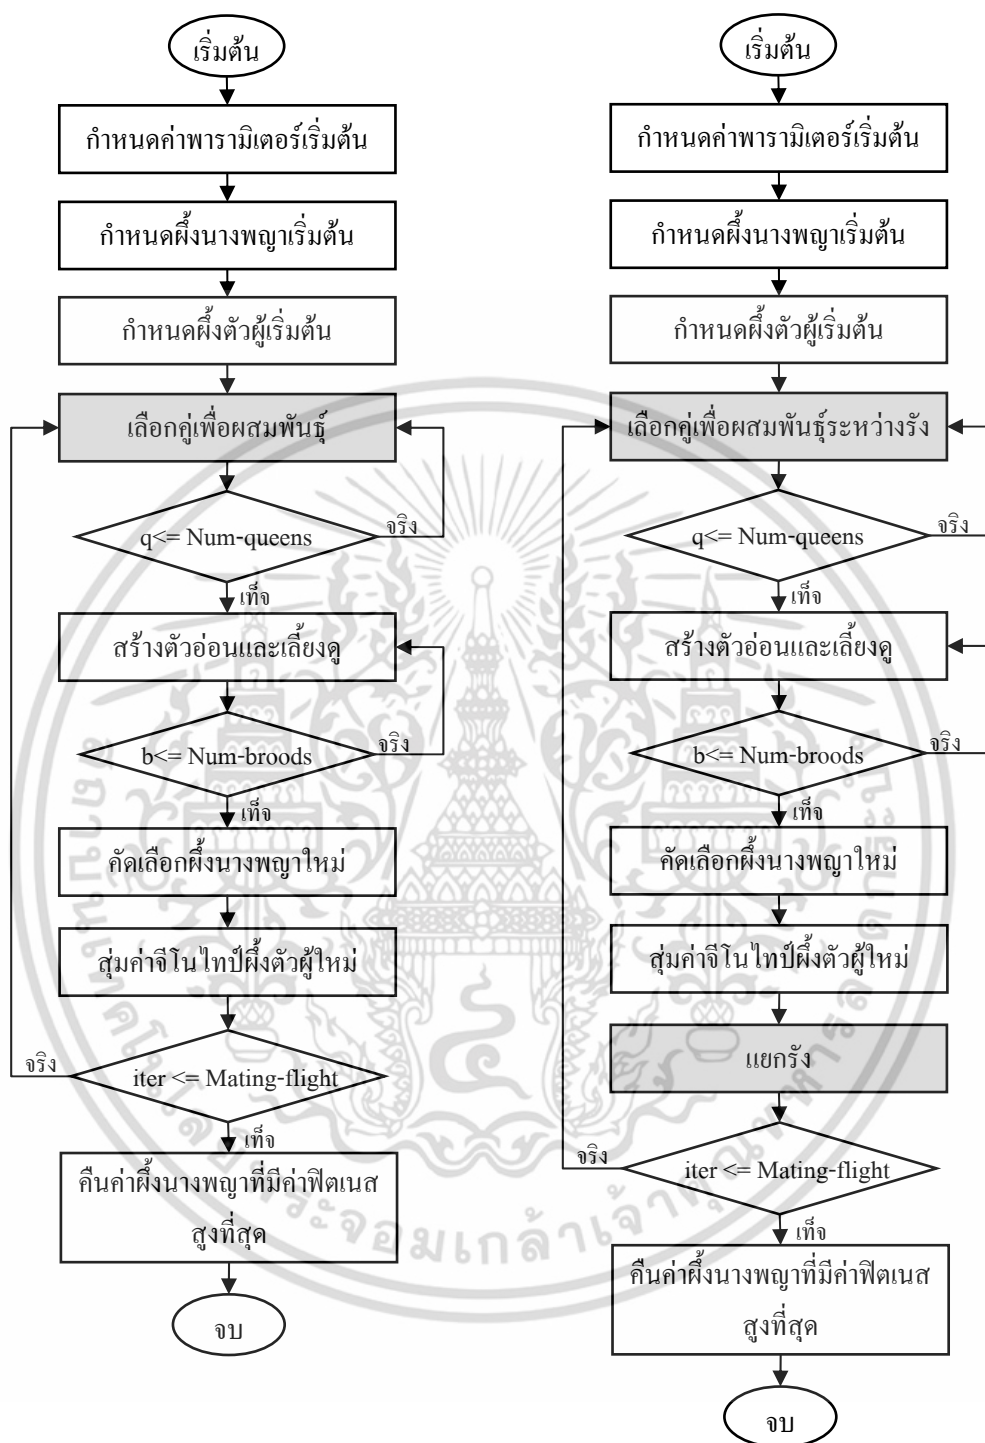 เริ่มต้น
กำหนดค่าพารามิเตอร์เริ่มต้น
กำหนดผึ้งนางพญาเริ่มต้น
กำหนดผึ้งตัวผู้เริ่มต้น
เลือกคู่เพื่อผสมพันธุ์
q<= Num-queens
จริง
เท็จ
สร้างตัวอ่อนและเลี้ยงดู
b<= Num-broods
จริง
เท็จ
คัดเลือกผึ้งนางพญาใหม่
สุ่มค่าจีโนไทป์ผึ้งตัวผู้ใหม่
จริง
iter <= Mating-flight
เท็จ
คืนค่าผึ้งนางพญาที่มีค่าฟิตเนส
สูงที่สุด
จบ
เริ่มต้น
กำหนดค่าพารามิเตอร์เริ่มต้น
กำหนดผึ้งนางพญาเริ่มต้น
กำหนดผึ้งตัวผู้เริ่มต้น
เลือกคู่เพื่อผสมพันธุ์ระหว่างรัง
q<= Num-queens
จริง
เท็จ
สร้างตัวอ่อนและเลี้ยงดู
b<= Num-broods
จริง
เท็จ
คัดเลือกผึ้งนางพญาใหม่
สุ่มค่าจีโนไทป์ผึ้งตัวผู้ใหม่
แยกรัง
จริง
iter <= Mating-flight
เท็จ
คืนค่าผึ้งนางพญาที่มีค่าฟิตเนส
สูงที่สุด
จบ